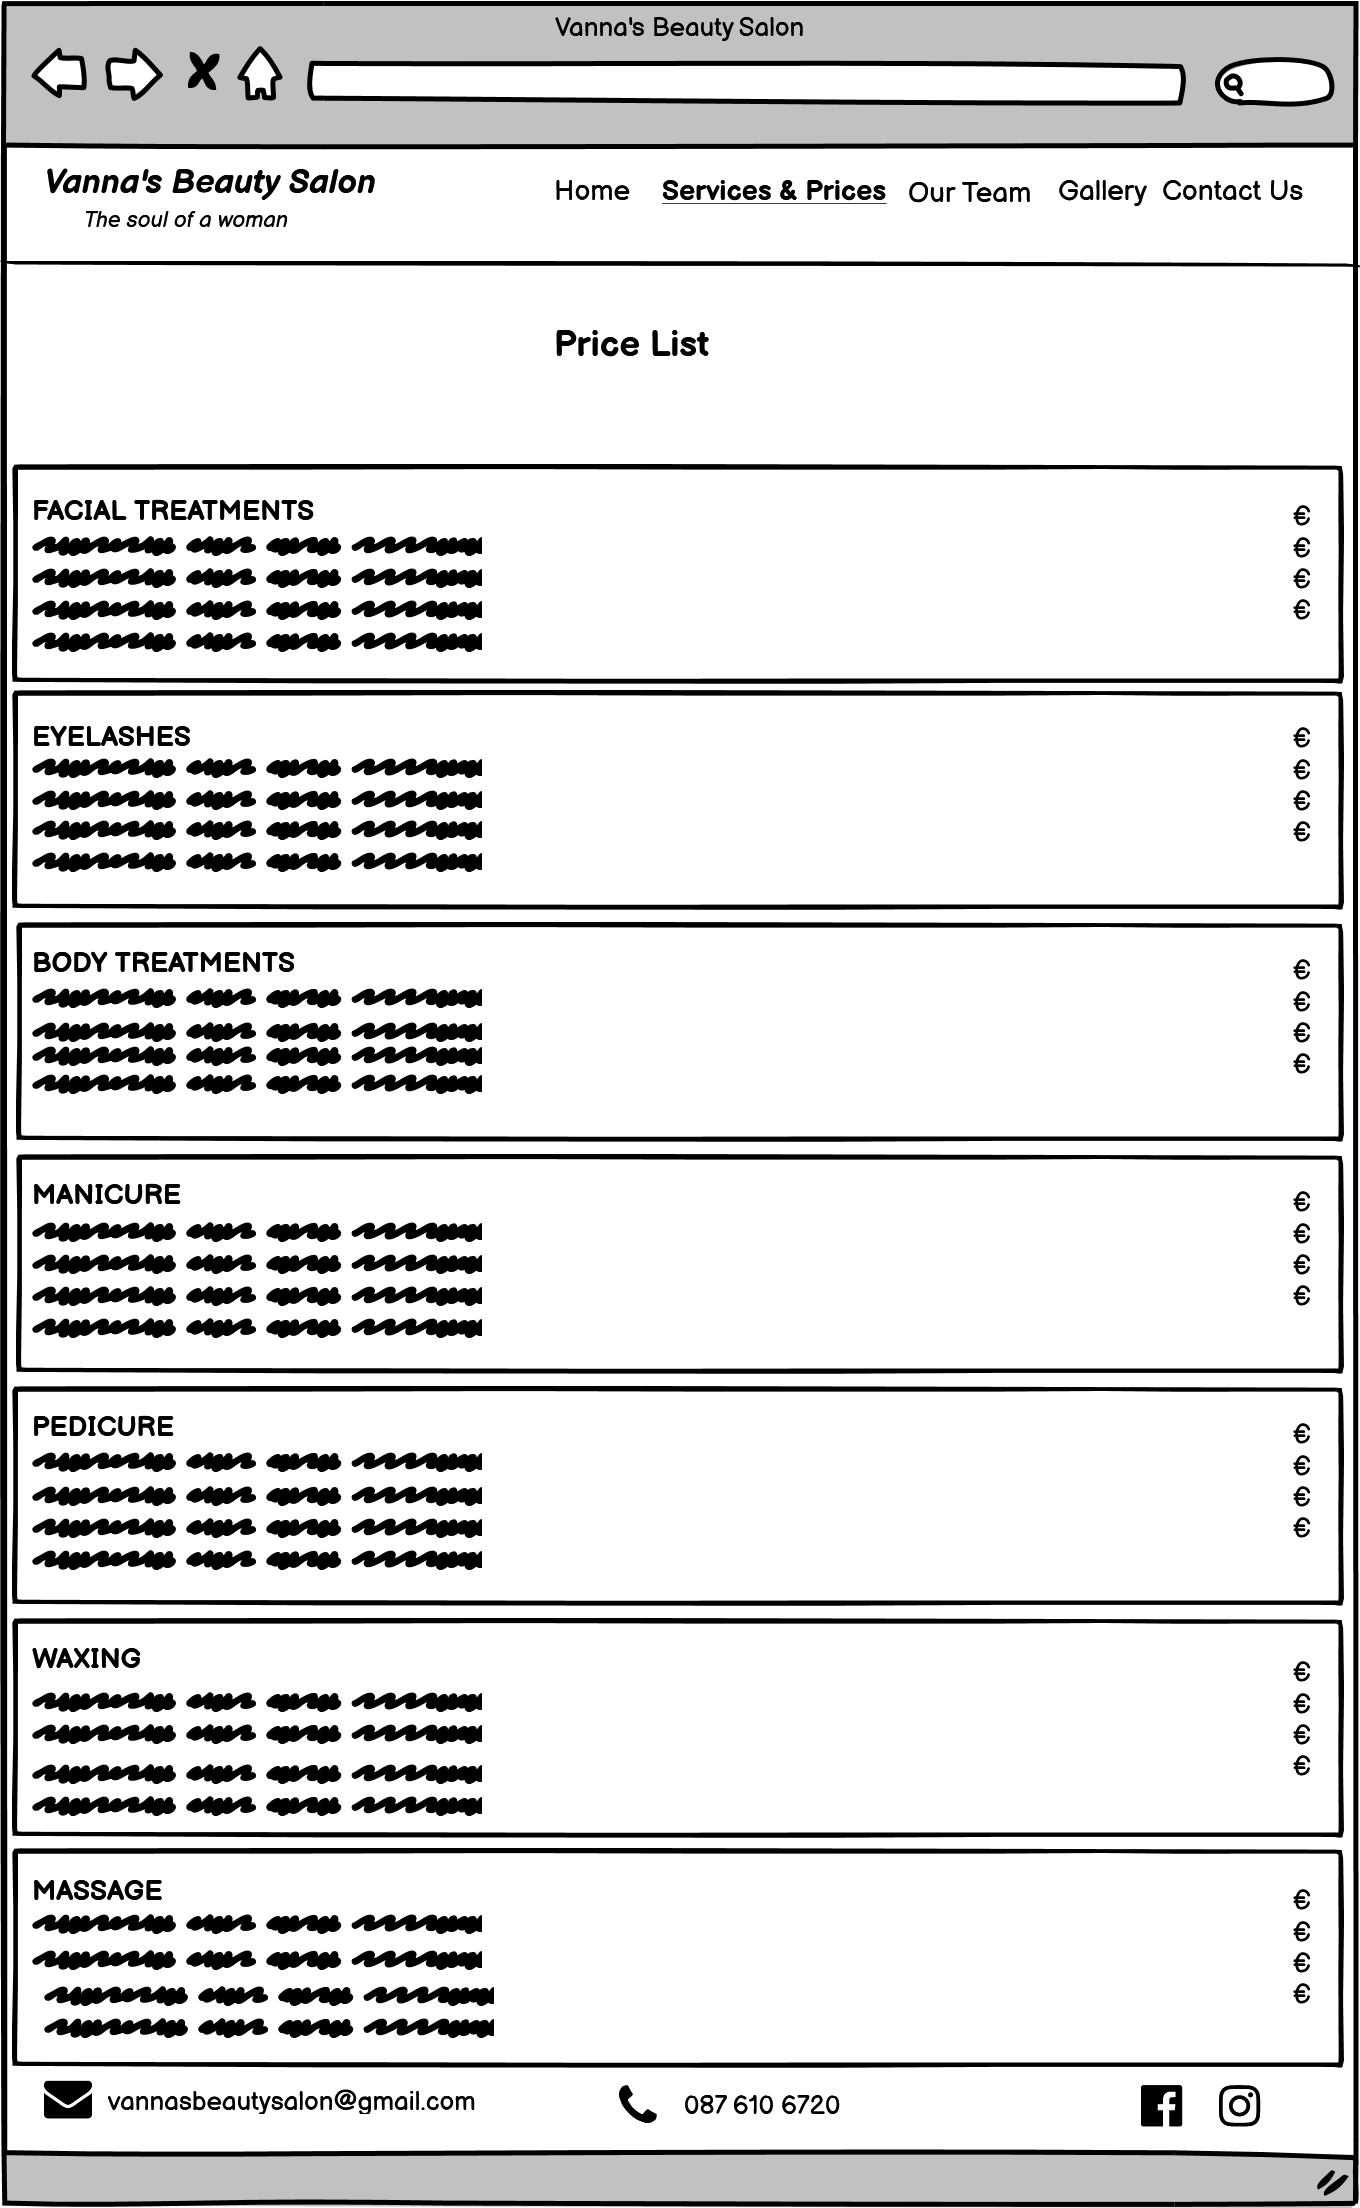 Vanna's Beauty Salon
Vanna's Beauty Salon
The soul of a woman
Home Services & Prices Our Team Gallery Contact Us
Price List
FACIAL TREATMENTS
€
€
€
€
EYELASHES
€
€
€
€
BODY TREATMENTS
€
€
€
€
MANICURE
€
€
€
€
PEDICURE
€
€
€
€
WAXING
€
€
€
€
MASSAGE
€
€
€
€
vannasbeautysalon@gmail.com 087 610 6720